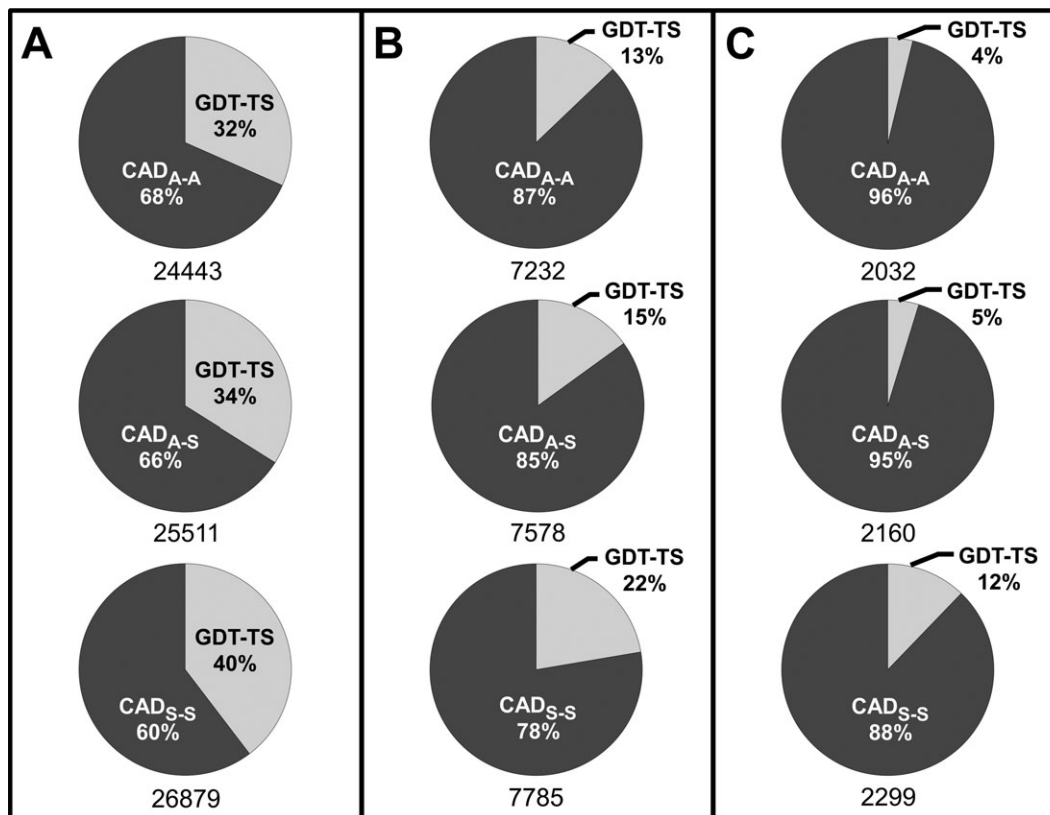 A
GDT-TS
32%
CADA-A
68%
24443
GDT-TS
34%
CADA-S
66%
25511
GDT-TS
40%
CADS-S
60%
26879
B
GDT-TS
13%
CADA-A
87%
7232
GDT-TS
15%
CADA-S
85%
7578
GDT-TS
22%
CADS-S
78%
7785
C
GDT-TS
4%
CADA-A
96%
2032
GDT-TS
5%
CADA-S
95%
2160
GDT-TS
12%
CADS-S
88%
2299